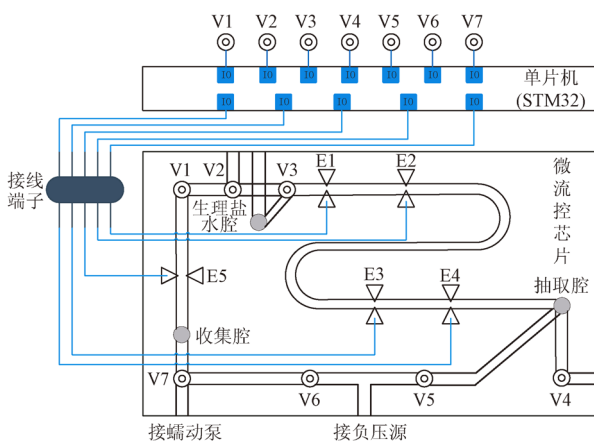 V1 V2 V3 V4 V5 V6 V7
IO IO IO IO IO IO IO
单片机
(STM32)
IO IO IO IO IO
接线
端子
V1 V2 V3 E1 E2
微
流
控
芯
片
生理盐
水腔
E5
E3 E4
抽取腔
收集腔
V7 V6 V5 V4
接蠕动泵 接负压源